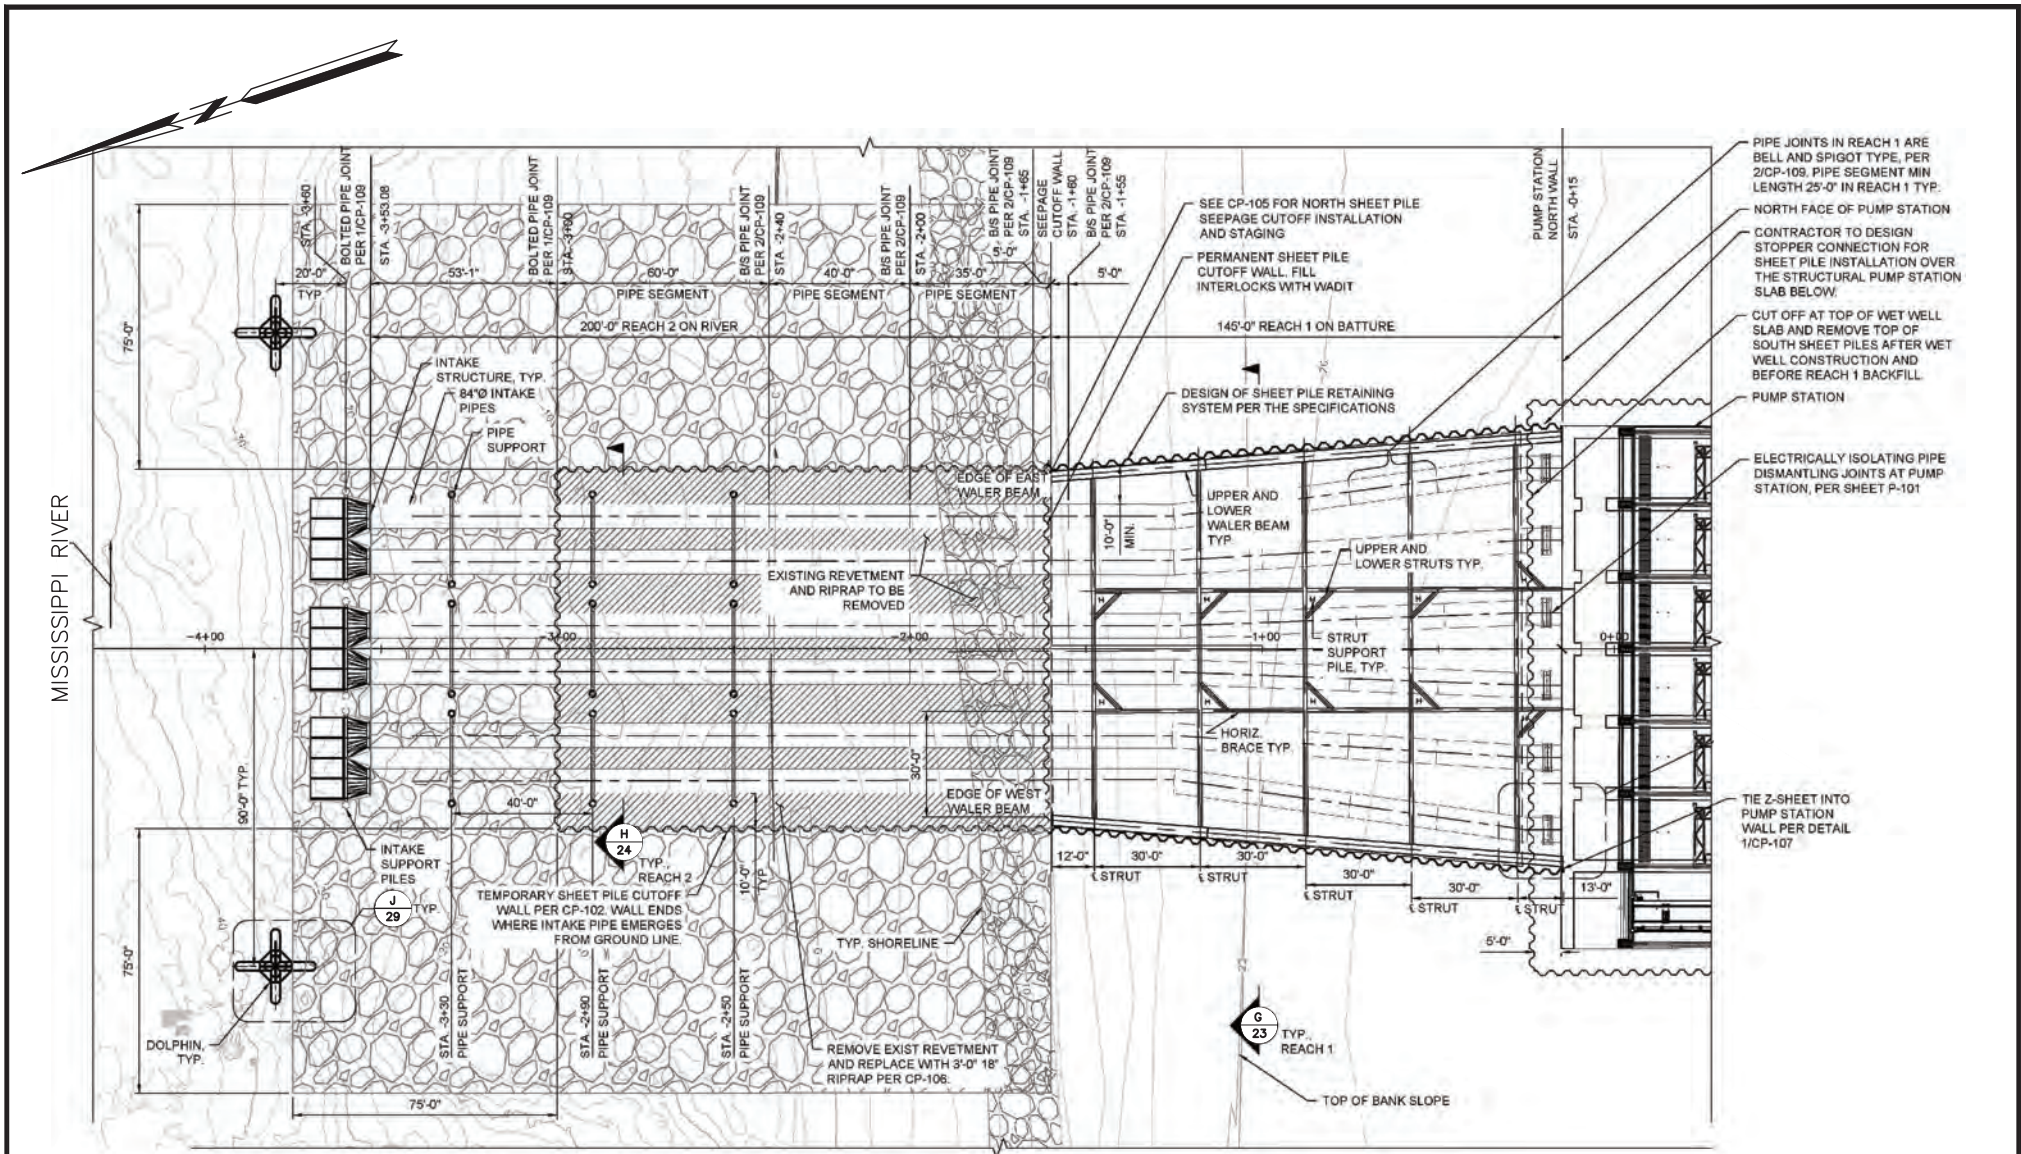 N
MISSISSIPPI RIVER
STA. -3+60
BOLTED PIPE JOINT
PER 1/CP-109
STA. -3+53.08
BOLTED PIPE JOINT
PER 1/CP-109
STA. -3+00
B/S PIPE JOINT
PER 2/CP-109
STA. -2+40
B/S PIPE JOINT
PER 2/CP-109
STA. -2+00
B/S PIPE JOINT
PER 2/CP-109
STA. -1+65
SEEPAGE
CUTOFF WALL
STA. -1+60
B/S PIPE JOINT
PER 2/CP-109
STA. -1+55
PUMP STATION
NORTH WALL
STA. -0+15
20'-0"
TYP.
53'-1"
60'-0"
PIPE SEGMENT
40'-0"
PIPE SEGMENT
35'-0"
PIPE SEGMENT
5'-0"
5'-0"
200'-0" REACH 2 ON RIVER
145'-0" REACH 1 ON BATTURE
75'-0"
INTAKE
STRUCTURE, TYP.
84"Ø INTAKE
PIPES
PIPE
SUPPORT
SEE CP-105 FOR NORTH SHEET PILE
SEEPAGE CUTOFF INSTALLATION
AND STAGING
PERMANENT SHEET PILE
CUTOFF WALL. FILL
INTERLOCKS WITH WADIT
DESIGN OF SHEET PILE RETAINING
SYSTEM PER THE SPECIFICATIONS
PIPE JOINTS IN REACH 1 ARE
BELL AND SPIGOT TYPE, PER
2/CP-109. PIPE SEGMENT MIN
LENGTH 25'-0" IN REACH 1 TYP.
NORTH FACE OF PUMP STATION
CONTRACTOR TO DESIGN
STOPPER CONNECTION FOR
SHEET PILE INSTALLATION OVER
THE STRUCTURAL PUMP STATION
SLAB BELOW.
CUT OFF AT TOP OF WET WELL
SLAB AND REMOVE TOP OF
SOUTH SHEET PILES AFTER WET
WELL CONSTRUCTION AND
BEFORE REACH 1 BACKFILL
PUMP STATION
ELECTRICALLY ISOLATING PIPE
DISMANTLING JOINTS AT PUMP
STATION, PER SHEET P-101
TIE Z-SHEET INTO
PUMP STATION
WALL PER DETAIL
1/CP-107
EDGE OF EAST
WALER BEAM
10'-0"
MIN.
UPPER AND
LOWER
WALER BEAM
TYP.
UPPER AND
LOWER STRUTS TYP.
EXISTING REVETMENT
AND RIPRAP TO BE
REMOVED
H
H
H
H
-4+00
-3+00
-2+00
-1+00
0+00
STRUT
SUPPORT
PILE, TYP.
H
H
H
H
HORIZ.
BRACE TYP.
30'-0"
EDGE OF WEST
WALER BEAM
90'-0" TYP.
40'-0"
H
24
TYP.,
REACH 2
10'-0"
TYP.
INTAKE
SUPPORT
PILES
J
29
TYP.
TEMPORARY SHEET PILE CUTOFF
WALL PER CP-102. WALL ENDS
WHERE INTAKE PIPE EMERGES
FROM GROUND LINE.
TYP. SHORELINE
12'-0"
30'-0"
30'-0"
30'-0"
30'-0"
13'-0"
℄ STRUT
℄ STRUT
℄ STRUT
℄ STRUT
℄ STRUT
5'-0"
75'-0"
DOLPHIN,
TYP.
STA. -3+30
PIPE SUPPORT
STA. -2+90
PIPE SUPPORT
STA. -2+50
PIPE SUPPORT
REMOVE EXIST REVETMENT
AND REPLACE WITH 3'-0" 18"
RIPRAP PER CP-106.
G
23
TYP.,
REACH 1
TOP OF BANK SLOPE
75'-0"